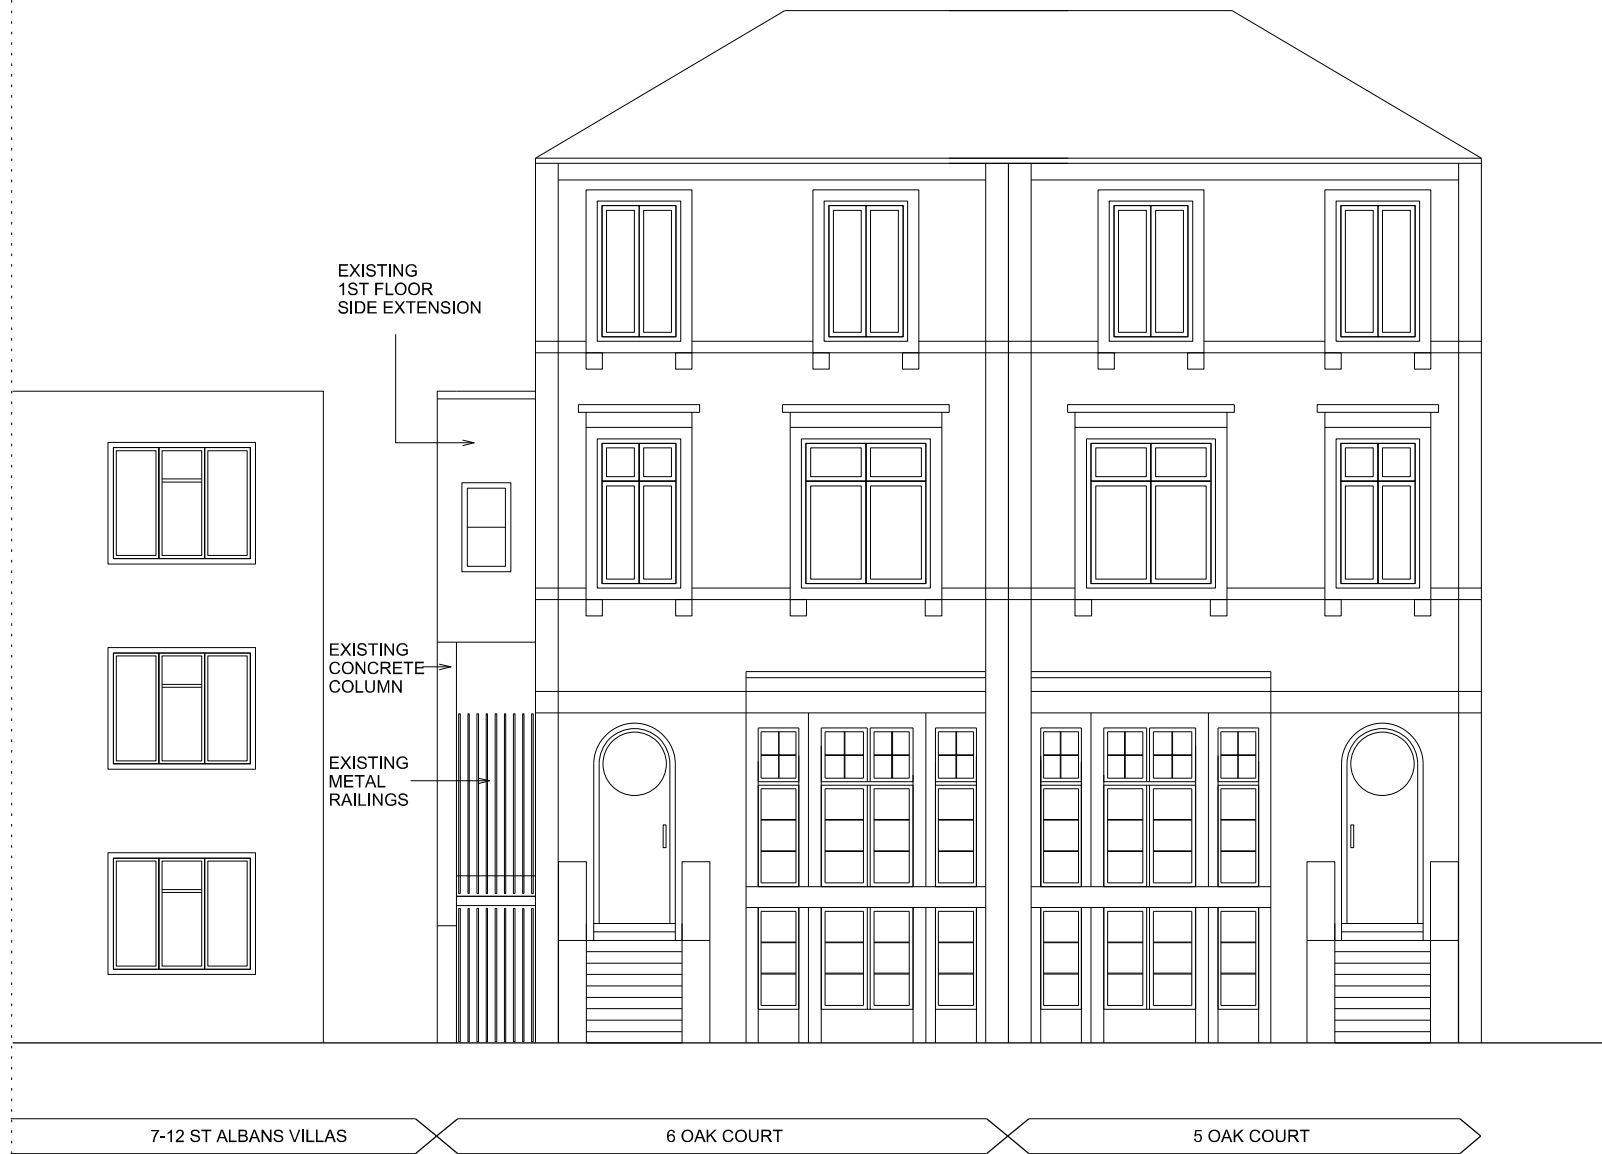 EXISTING
1ST FLOOR
SIDE EXTENSION
EXISTING
CONCRETE
COLUMN
EXISTING
METAL
RAILINGS
7-12 ST ALBANS VILLAS
6 OAK COURT
5 OAK COURT